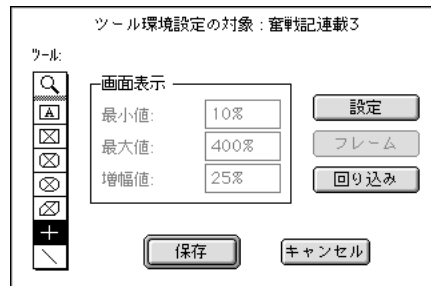 ツール環境設定の対象：奮戦記連載3
ツール:
画面表示
最小値: 10%
最大値: 400%
増幅値: 25%
設定
フレーム
回り込み
A
保存
キャンセル